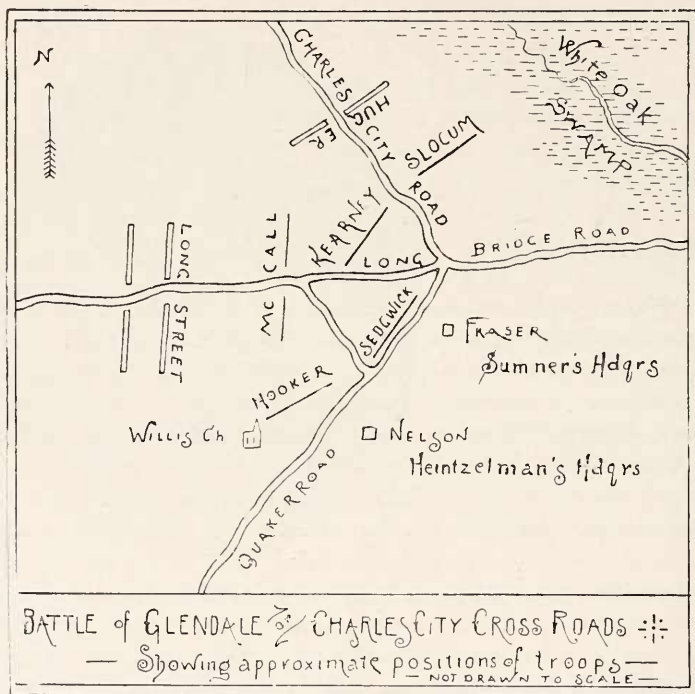 N
CHARLES CITY ROAD
HUGER
SLOCUM
White Oak
Swamp
KEARNEY
LONG BRIDGE ROAD
LONG
STREET
McCALL
SEDGWICK
FRASER
Sumner's Hdqrs
HOOKER
Willis Ch
NELSON
Heintzelman's Hdqrs
QUAKER ROAD
BATTLE of GLENDALE or CHARLES CITY CROSS ROADS
— Showing approximate positions of troops —
— NOT DRAWN TO SCALE —